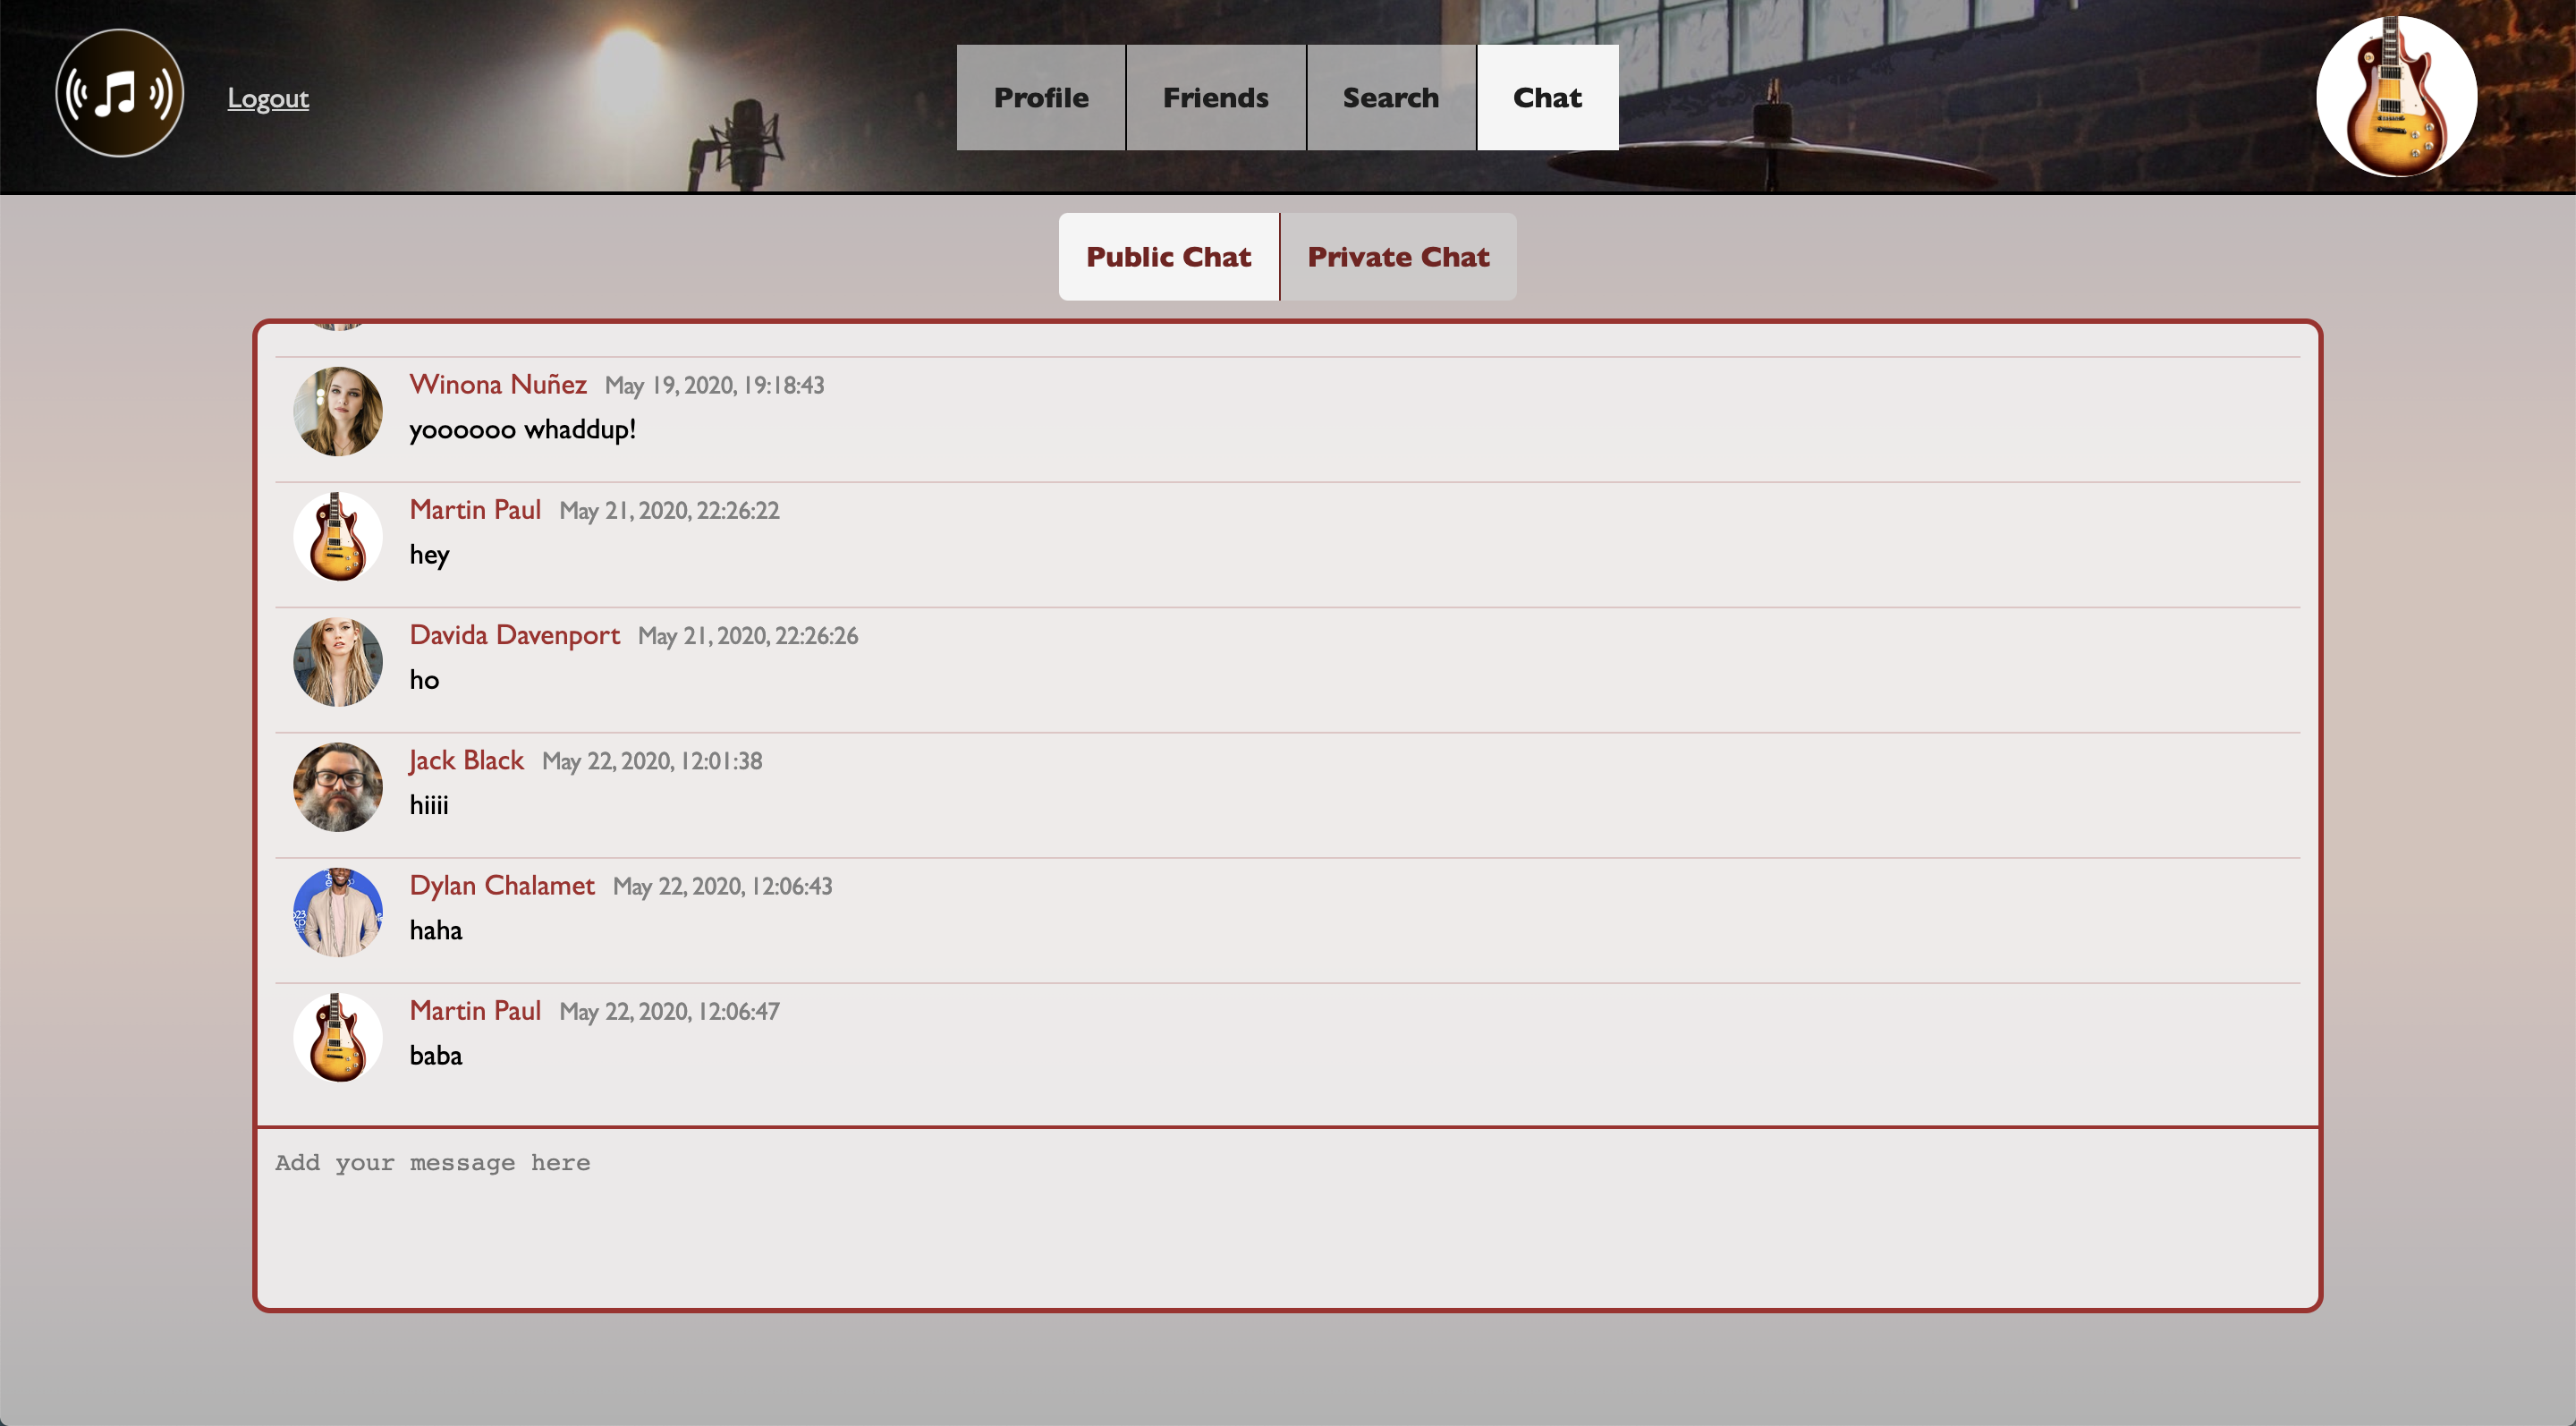 Logout
Profile
Friends
Search
Chat
Public Chat
Private Chat
Winona Nuñez May 19, 2020, 19:18:43
yoooooo whaddup!
Martin Paul May 21, 2020, 22:26:22
hey
Davida Davenport May 21, 2020, 22:26:26
ho
Jack Black May 22, 2020, 12:01:38
hiiii
Dylan Chalamet May 22, 2020, 12:06:43
haha
Martin Paul May 22, 2020, 12:06:47
baba
Add your message here